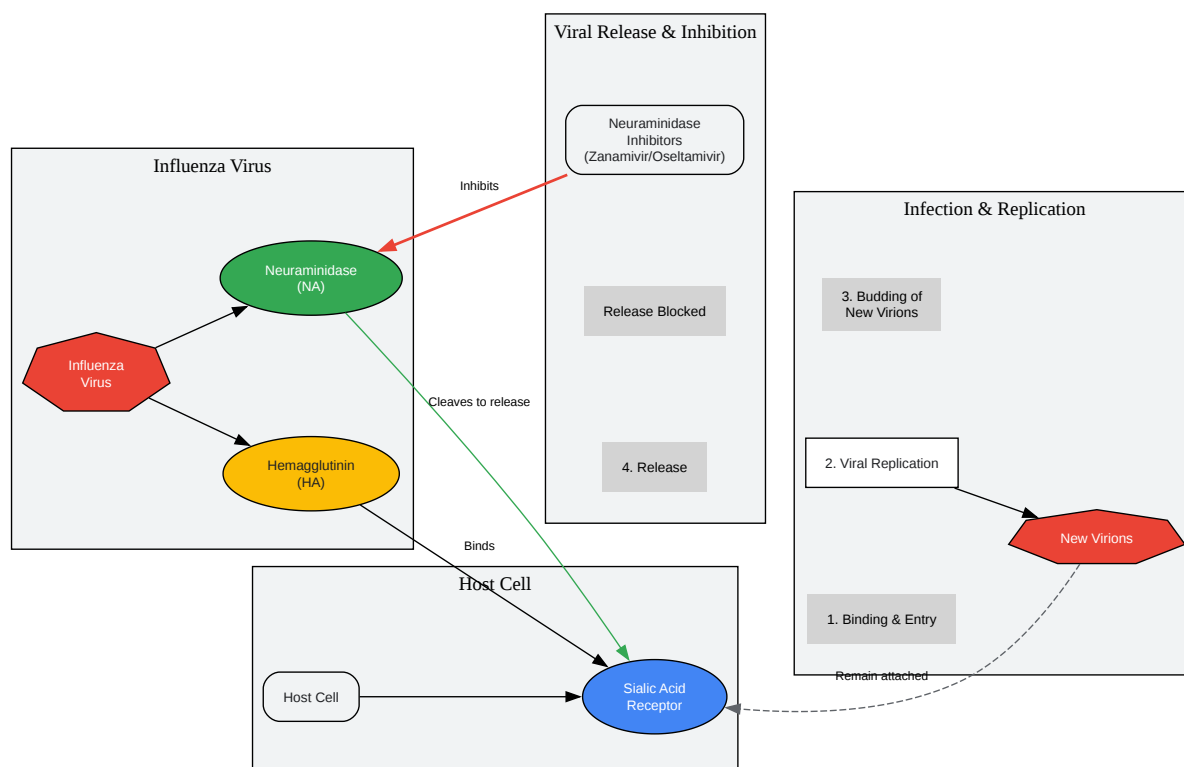 Viral Release & Inhibition
Neuraminidase
Inhibitors
(Zanamivir/Oseltamivir)
Influenza Virus
Inhibits
Infection & Replication
Neuraminidase
(NA)
3. Budding of
New Virions
Release Blocked
Influenza
Virus
Cleaves to release
Hemagglutinin
(HA)
4. Release
2. Viral Replication
New Virions
Binds
Host Cell
1. Binding & Entry
Remain attached
Host Cell
Sialic Acid
Receptor